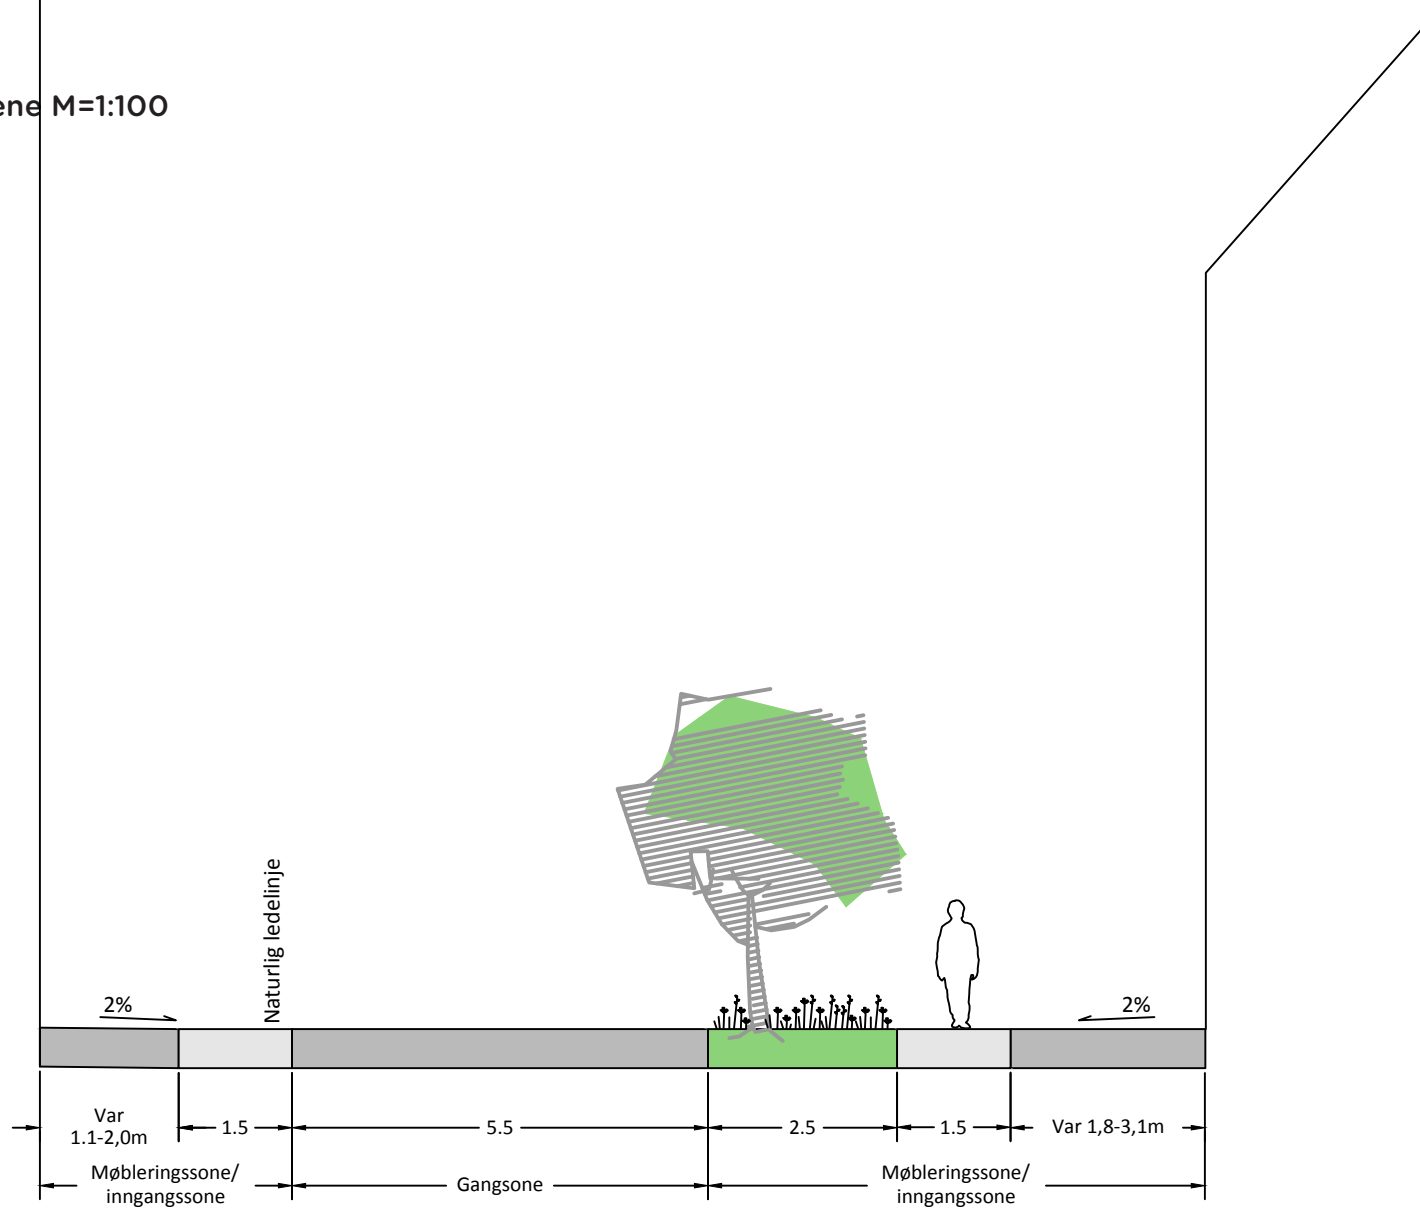 ene M=1:100
Naturlig ledelinje
2%
2%
Var
1.1-2,0m
1.5
5.5
2.5
1.5
Var 1,8-3,1m
Møbleringssone/
inngangssone
Gangsone
Møbleringssone/
inngangssone